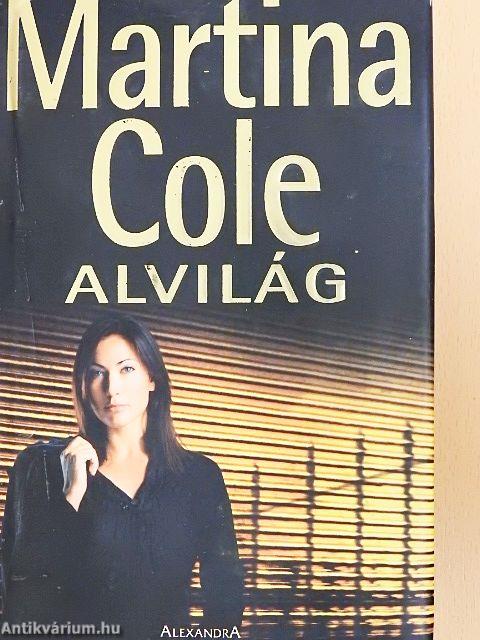 Martina
Cole
ALVILÁG
ALEXANDRA
Antikvárium.hu